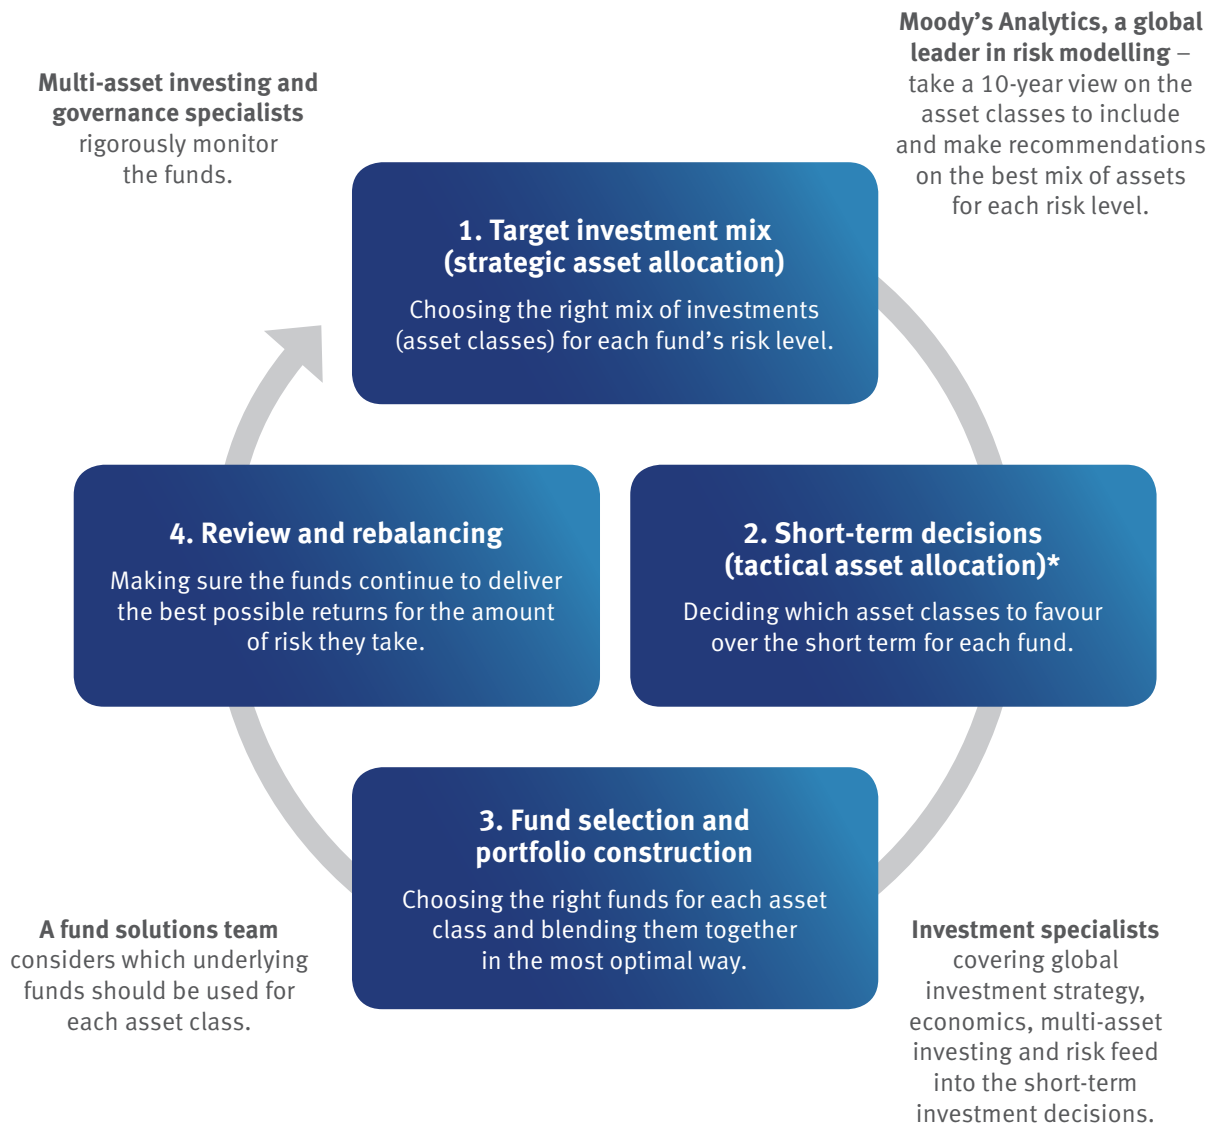 Multi-asset investing and
governance specialists
rigorously monitor
the funds.
Moody’s Analytics, a global
leader in risk modelling –
take a 10-year view on the
asset classes to include
and make recommendations
on the best mix of assets
for each risk level.
1. Target investment mix
(strategic asset allocation)
Choosing the right mix of investments
(asset classes) for each fund’s risk level.
4. Review and rebalancing
Making sure the funds continue to deliver
the best possible returns for the amount
of risk they take.
2. Short-term decisions
(tactical asset allocation)*
Deciding which asset classes to favour
over the short term for each fund.
3. Fund selection and
portfolio construction
Choosing the right funds for each asset
class and blending them together
in the most optimal way.
A fund solutions team
considers which underlying
funds should be used for
each asset class.
Investment specialists
covering global
investment strategy,
economics, multi-asset
investing and risk feed
into the short-term
investment decisions.